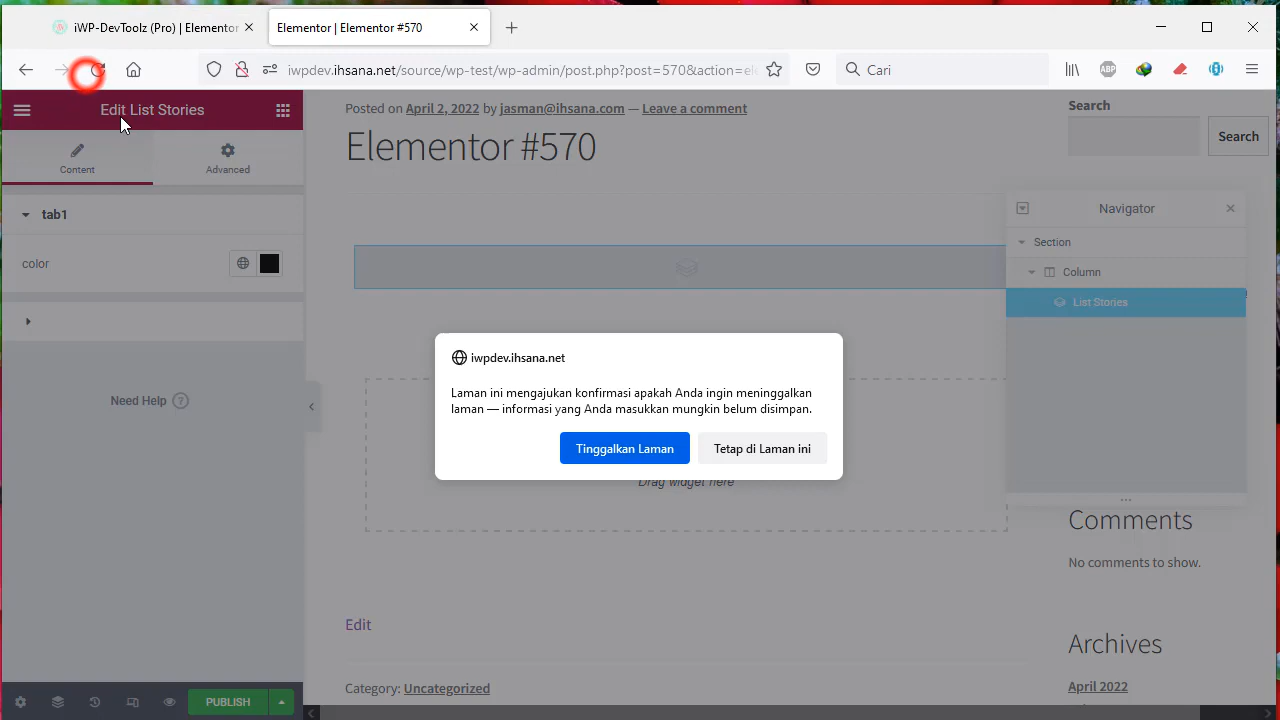 iWP-DevToolz (Pro) | Elementor
Elementor | Elementor #570
iwpdev.ihsana.net/source/wp-test/wp-admin/post.php?post=570&action=el
Cari
ABP
Edit List Stories
Content
Advanced
tab1
color
Need Help ?
PUBLISH
Posted on April 2, 2022 by jasman@ihsana.com — Leave a comment
Elementor #570
Search
Search
Navigator
Section
Column
List Stories
iwpdev.ihsana.net
Laman ini mengajukan konfirmasi apakah Anda ingin meninggalkan
laman — informasi yang Anda masukkan mungkin belum disimpan.
Tinggalkan Laman
Tetap di Laman ini
Drag widget here
Comments
No comments to show.
Edit
Archives
Category: Uncategorized
April 2022